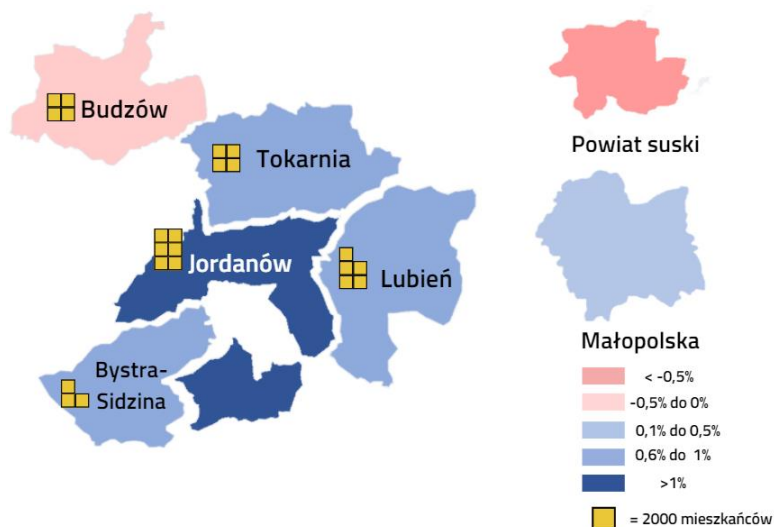 Budzów
Tokarnia
Jordanów
Lubień
Bystra-
Sidzina
Powiat suski
Małopolska
< -0,5%
-0,5% do 0%
0,1% do 0,5%
0,6% do 1%
>1%
= 2000 mieszkańców